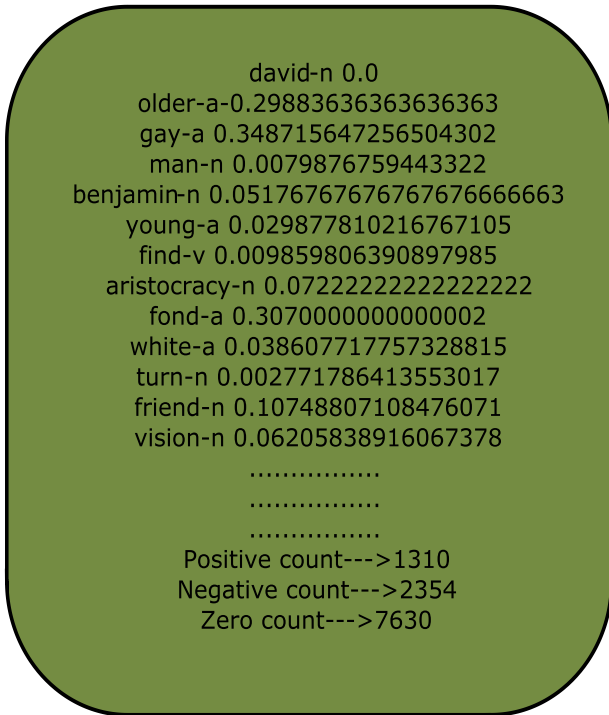 david-n 0.0
older-a-0.29883636363636363
gay-a 0.348715647256504302
man-n 0.0079876759443322
benjamin-n 0.05176767676767676666663
young-a 0.029877810216767105
find-v 0.009859806390897985
aristocracy-n 0.07222222222222222
fond-a 0.3070000000000002
white-a 0.038607717757328815
turn-n 0.002771786413553017
friend-n 0.10748807108476071
vision-n 0.06205838916067378
................
................
................
Positive count--->1310
Negative count--->2354
Zero count--->7630